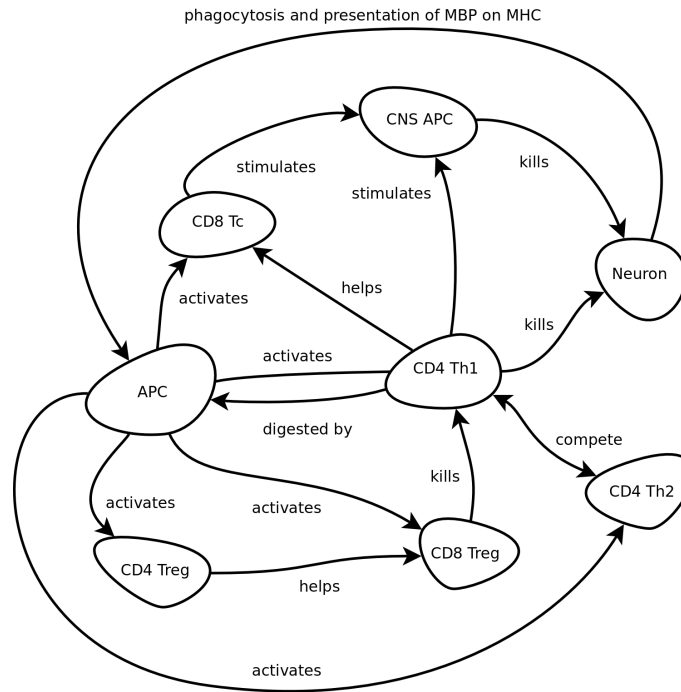 phagocytosis and presentation of MBP on MHC
CNS APC
stimulates
kills
stimulates
CD8 Tc
Neuron
helps
activates
kills
activates
CD4 Th1
APC
digested by
compete
kills
CD4 Th2
activates
activates
CD8 Treg
CD4 Treg
helps
activates